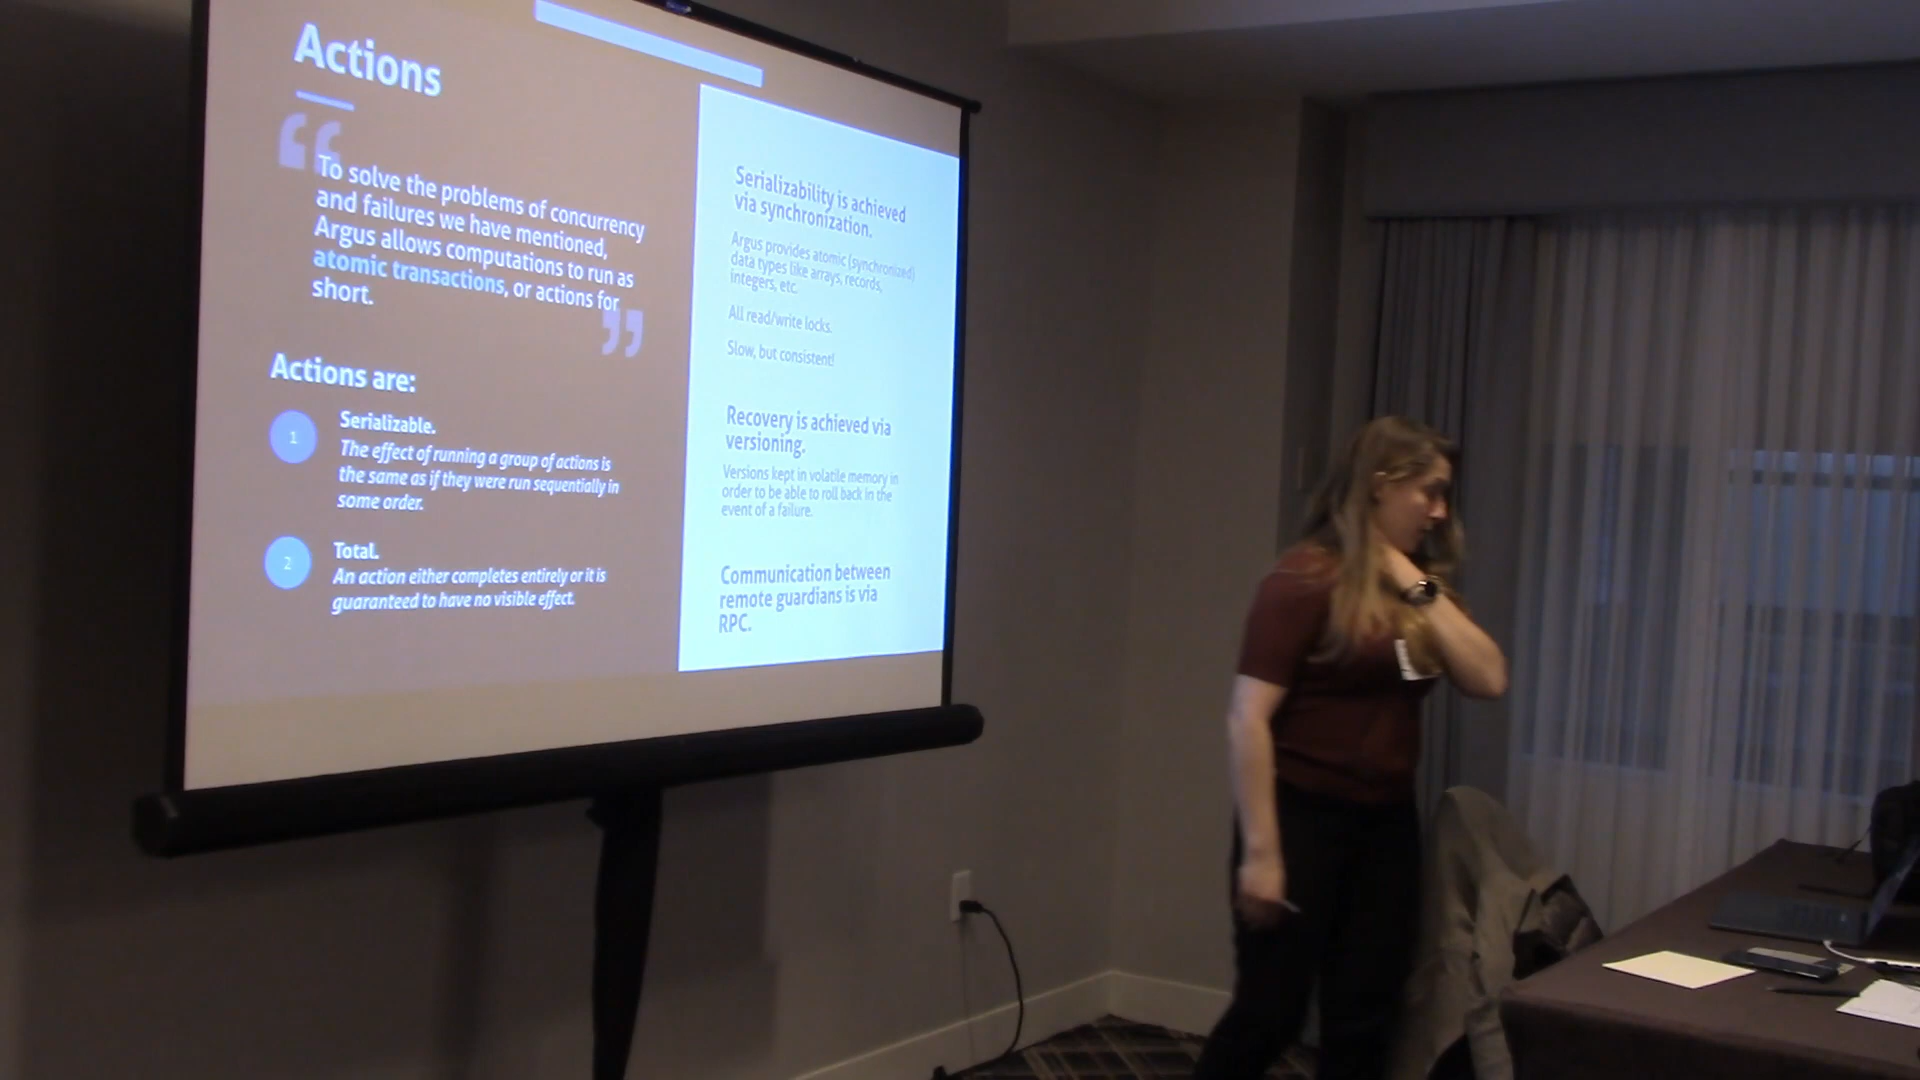 Actions
“
To solve the problems of concurrency
and failures we have mentioned,
Argus allows computations to run as
atomic transactions, or actions for
short.
”
Actions are:
1
Serializable.
The effect of running a group of actions is
the same as if they were run sequentially in
some order.
2
Total.
An action either completes entirely or it is
guaranteed to have no visible effect.
Serializability is achieved
via synchronization.
Argus provides atomic (synchronized)
data types like arrays, records,
integers, etc.
All read/write locks.
Slow, but consistent!
Recovery is achieved via
versioning.
Versions kept in volatile memory in
order to be able to roll back in the
event of a failure.
Communication between
remote guardians is via
RPC.